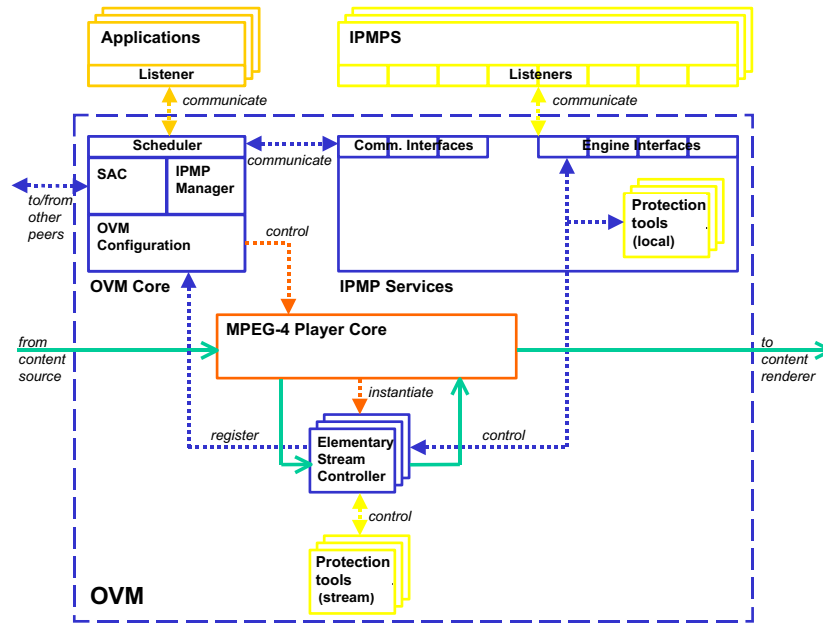 Applications
Listener
IPMPS
Listeners
communicate
communicate
Scheduler
communicate
Comm. Interfaces
Engine Interfaces
SAC
IPMP
Manager
to/from
other
peers
OVM
Configuration
control
Protection
tools
(local)
OVM Core
IPMP Services
from
content
source
MPEG-4 Player Core
to
content
renderer
instantiate
register
Elementary
Stream
Controller
control
control
Protection
tools
(stream)
OVM